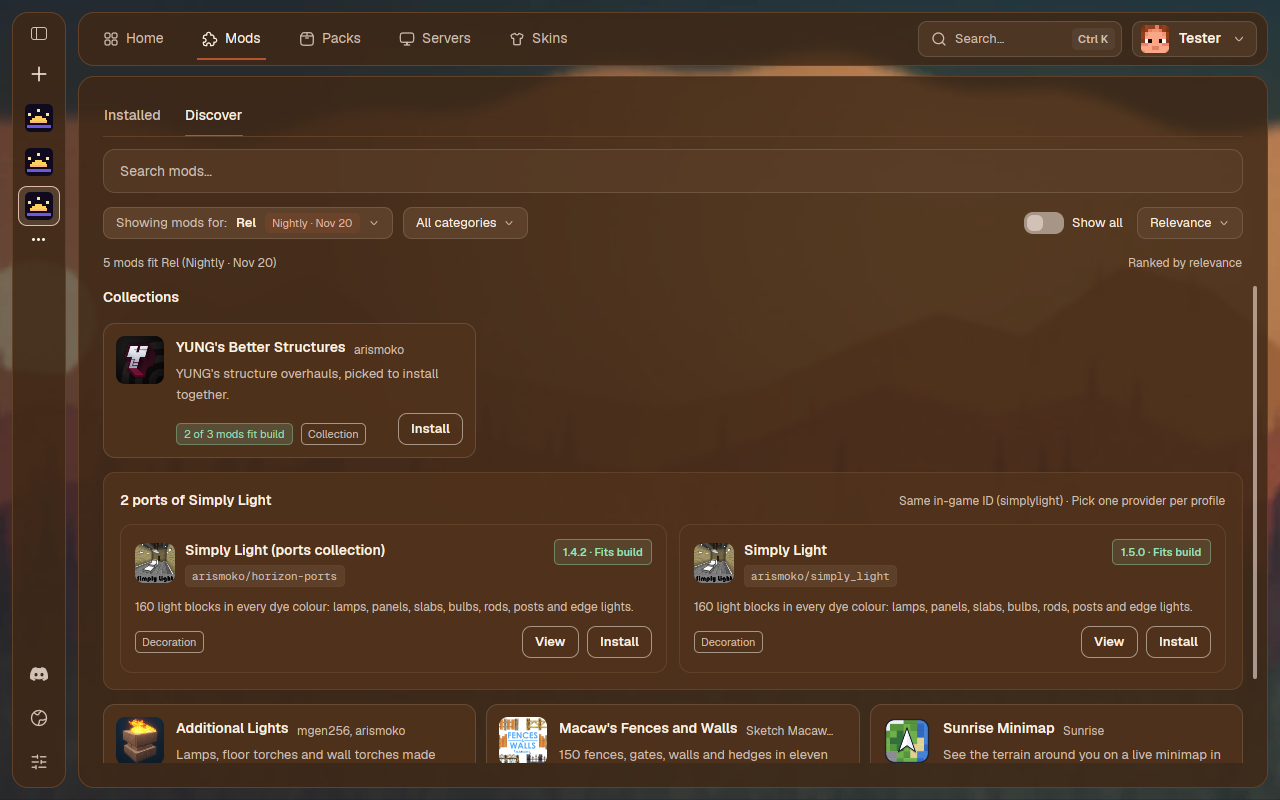 Home
Mods
Packs
Servers
Skins
Search...
Ctrl K
Tester
Installed
Discover
Search mods...
Showing mods for: Rel Nightly · Nov 20
All categories
Show all
Relevance
5 mods fit Rel (Nightly · Nov 20)
Ranked by relevance
Collections
YUNG's Better Structures arismoko
YUNG's structure overhauls, picked to install
together.
2 of 3 mods fit build
Collection
Install
2 ports of Simply Light
Same in-game ID (simplylight) · Pick one provider per profile
Simply Light (ports collection)
1.4.2 · Fits build
arismoko/horizon-ports
160 light blocks in every dye colour: lamps, panels, slabs, bulbs, rods, posts and edge lights.
Decoration
View
Install
Simply Light
1.5.0 · Fits build
arismoko/simply_light
160 light blocks in every dye colour: lamps, panels, slabs, bulbs, rods, posts and edge lights.
Decoration
View
Install
Additional Lights mgen256, arismoko
Lamps, floor torches and wall torches made
FENCES
WALLS
Macaw's Fences and Walls Sketch Macaw...
150 fences, gates, walls and hedges in eleven
Sunrise Minimap Sunrise
See the terrain around you on a live minimap in